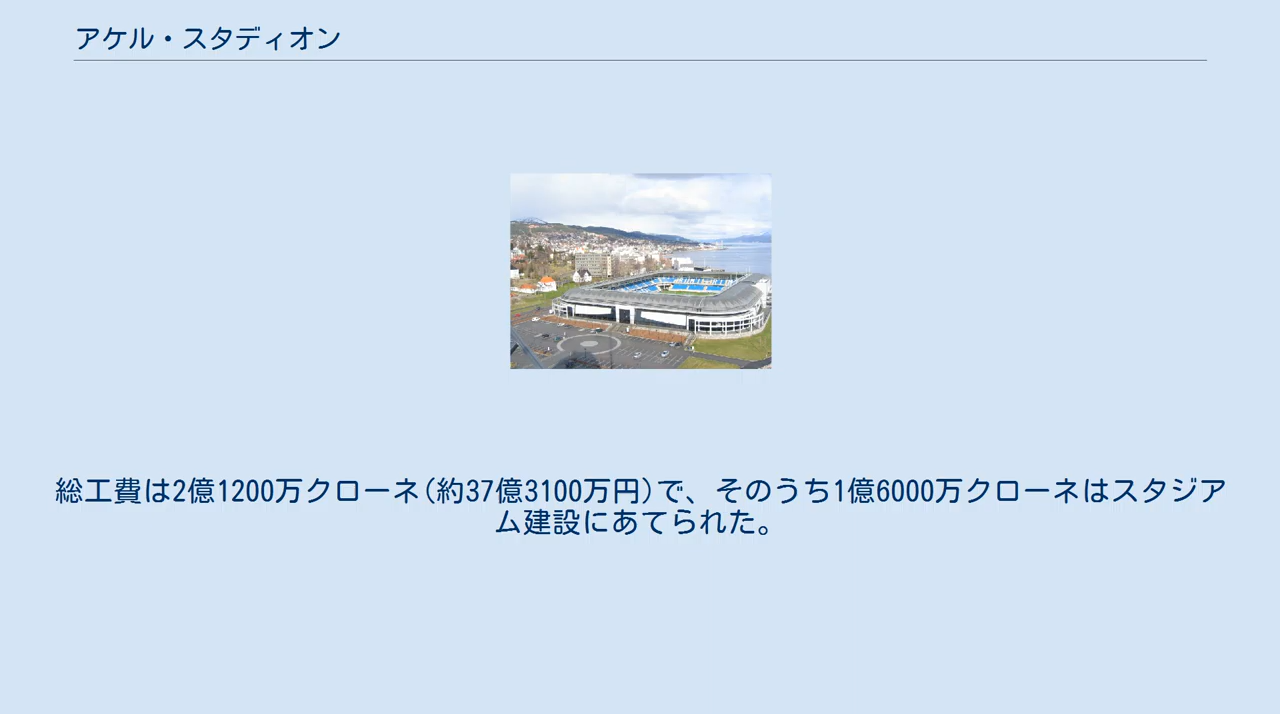 アケル・スタディオン
総工費は2億1200万クローネ(約37億3100万円)で、そのうち1億6000万クローネはスタジア
ム建設にあてられた。